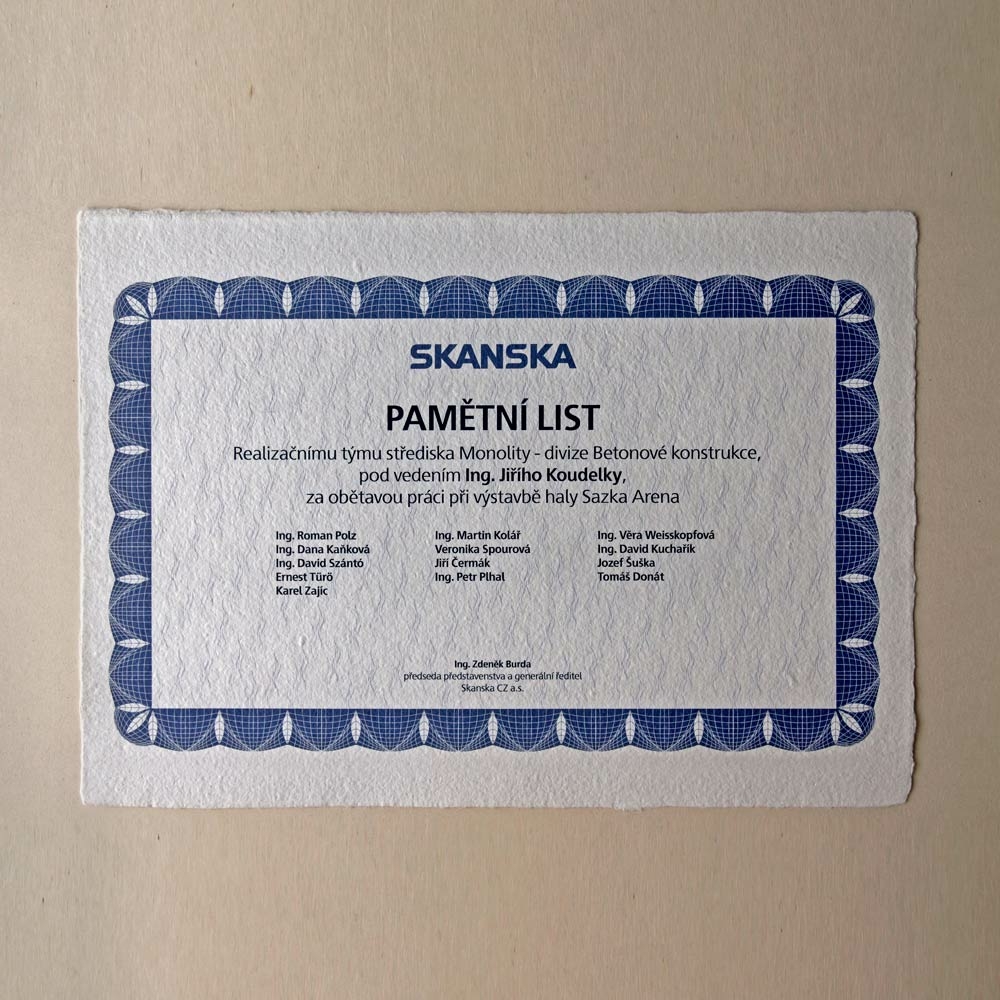 SKANSKA
PAMĚTNÍ LIST
Realizačnímu týmu střediska Monolity - divize Betonové konstrukce,
pod vedením Ing. Jiřího Koudelky,
za obětavou práci při výstavbě haly Sazka Arena
Ing. Roman Polz
Ing. Dana Kaňková
Ing. David Szántó
Ernest Türö
Karel Zajíc
Ing. Martin Kolář
Veronika Spourová
Jiří Čermák
Ing. Petr Plhal
Ing. Věra Weisskopfová
Ing. David Kuchařík
Jozef Šuška
Tomáš Donát
Ing. Zdeněk Burda
předseda představenstva a generální ředitel
Skanska CZ a.s.